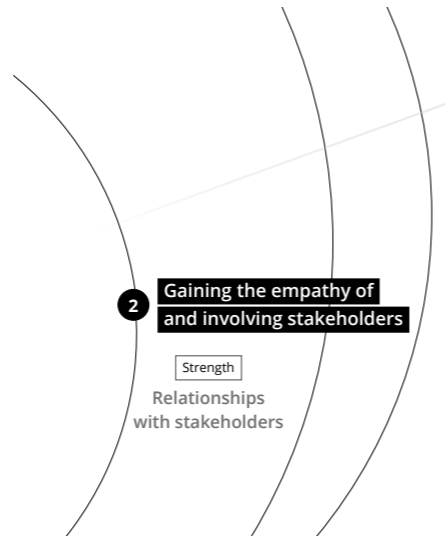 2
Gaining the empathy of
and involving stakeholders
Strength
Relationships
with stakeholders